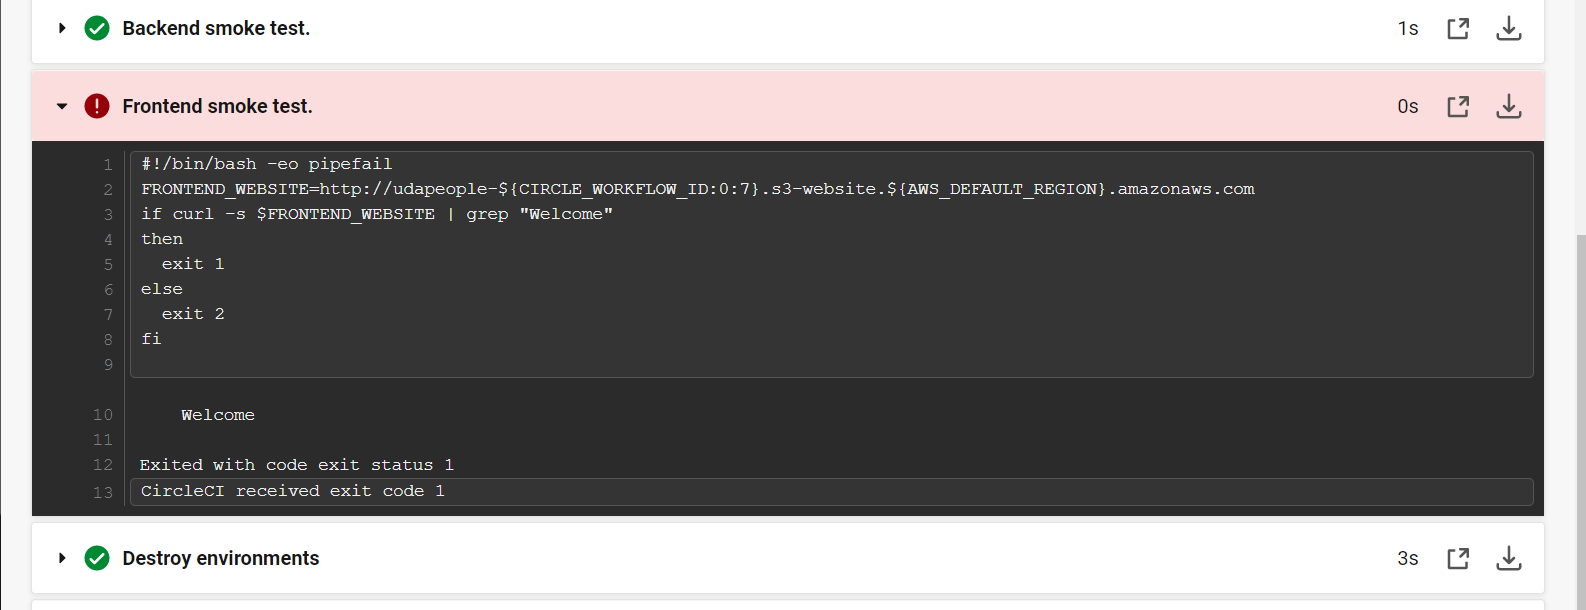 Backend smoke test.
1s
Frontend smoke test.
0s
1 #!/bin/bash -eo pipefail
2 FRONTEND_WEBSITE=http://udapeople-${CIRCLE_WORKFLOW_ID:0:7}.s3-website.${AWS_DEFAULT_REGION}.amazonaws.com
3 if curl -s $FRONTEND_WEBSITE | grep "Welcome"
4 then
5   exit 1
6 else
7   exit 2
8 fi
9
10     Welcome
11
12 Exited with code exit status 1
13 CircleCI received exit code 1
Destroy environments
3s